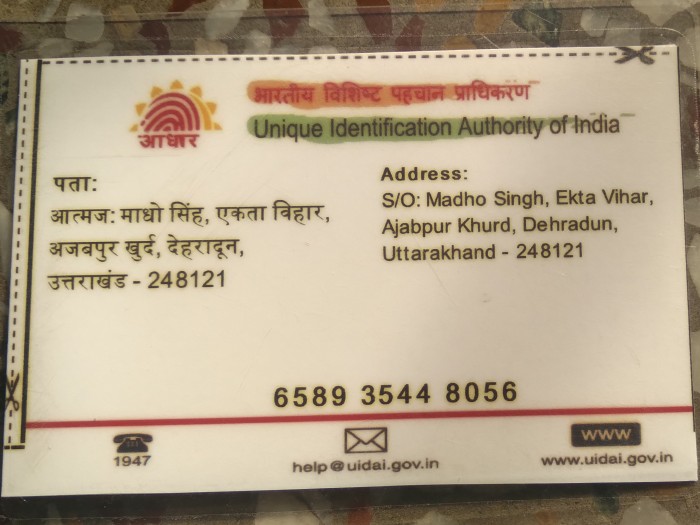 भारतीय विशिष्ट पहचान प्राधिकरण
Unique Identification Authority of India
आधार
पता:
आत्मज: माधो सिंह, एकता विहार,
अजबपुर खुर्द, देहरादून,
उत्तराखंड - 248121
Address:
S/O: Madho Singh, Ekta Vihar,
Ajabpur Khurd, Dehradun,
Uttarakhand - 248121
6589 3544 8056
1947
help@uidai.gov.in
www
www.uidai.gov.in